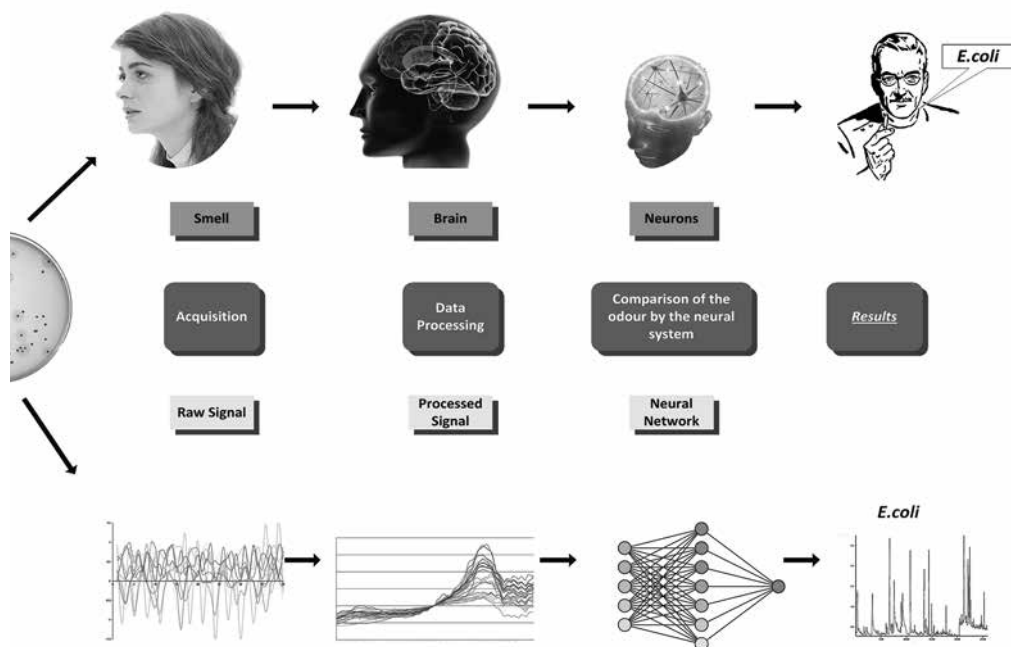 E.coli
Smell
Brain
Neurons
Acquisition
Data
Processing
Comparison of the
odour by the neural
system
Results
Raw Signal
Processed
Signal
Neural
Network
E.coli